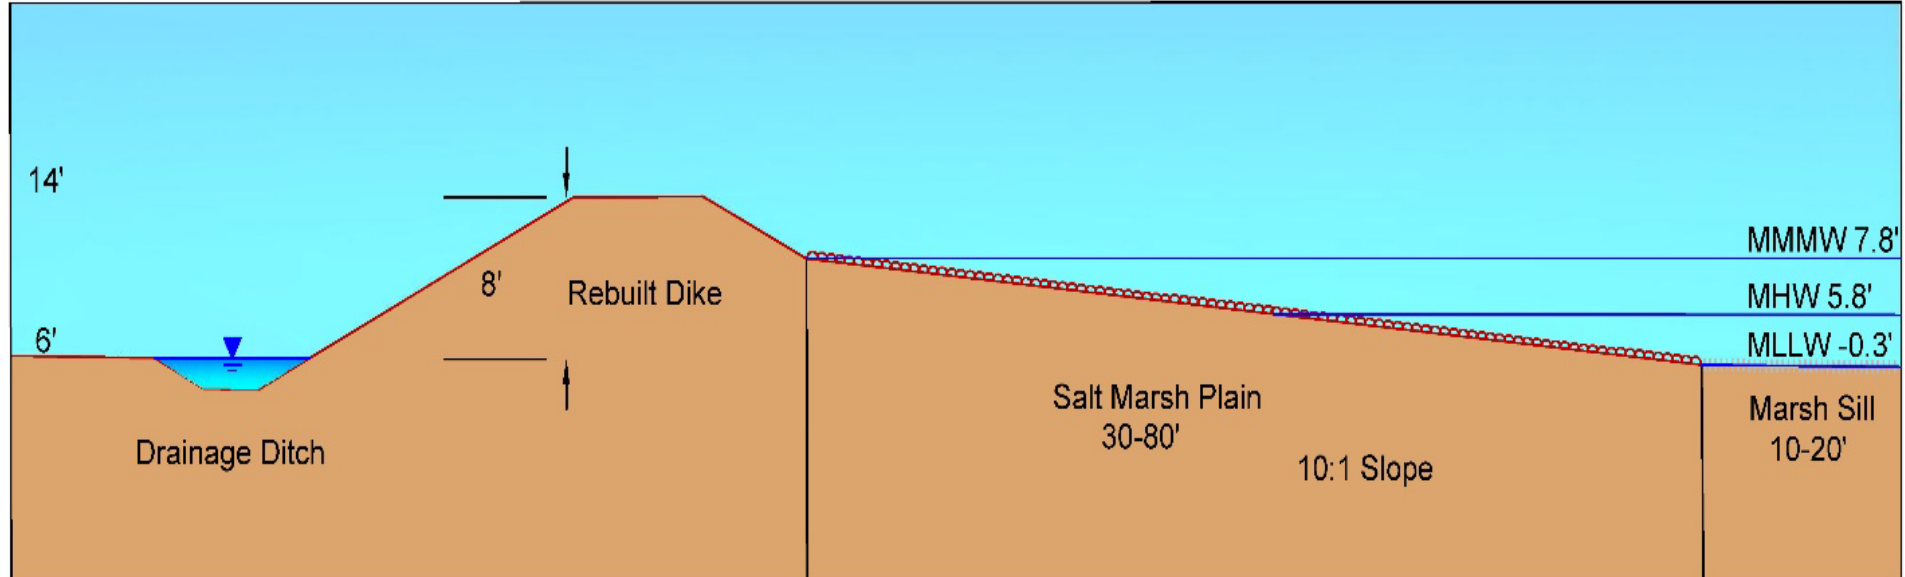 14'
MMMW 7.8'
8'
Rebuilt Dike
MHW 5.8'
6'
MLLW -0.3'
Salt Marsh Plain
30-80'
Marsh Sill
10-20'
Drainage Ditch
10:1 Slope